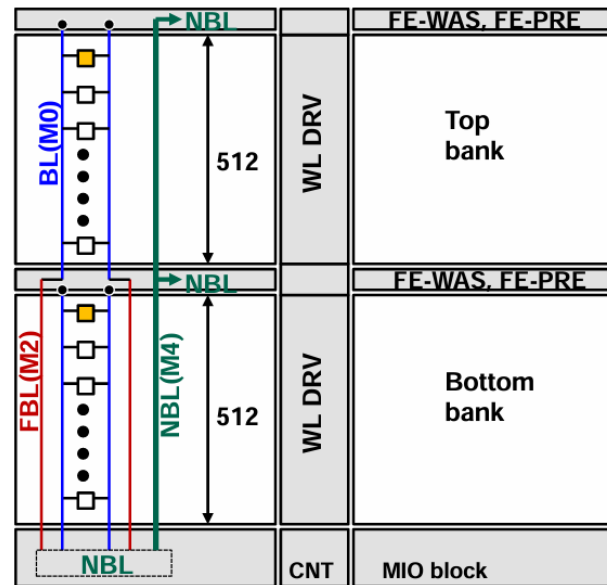 NBL
FE-WAS, FE-PRE
BL(M0)
512
WL DRV
Top
bank
NBL
FE-WAS, FE-PRE
FBL(M2)
NBL(M4)
512
WL DRV
Bottom
bank
NBL
CNT
MIO block